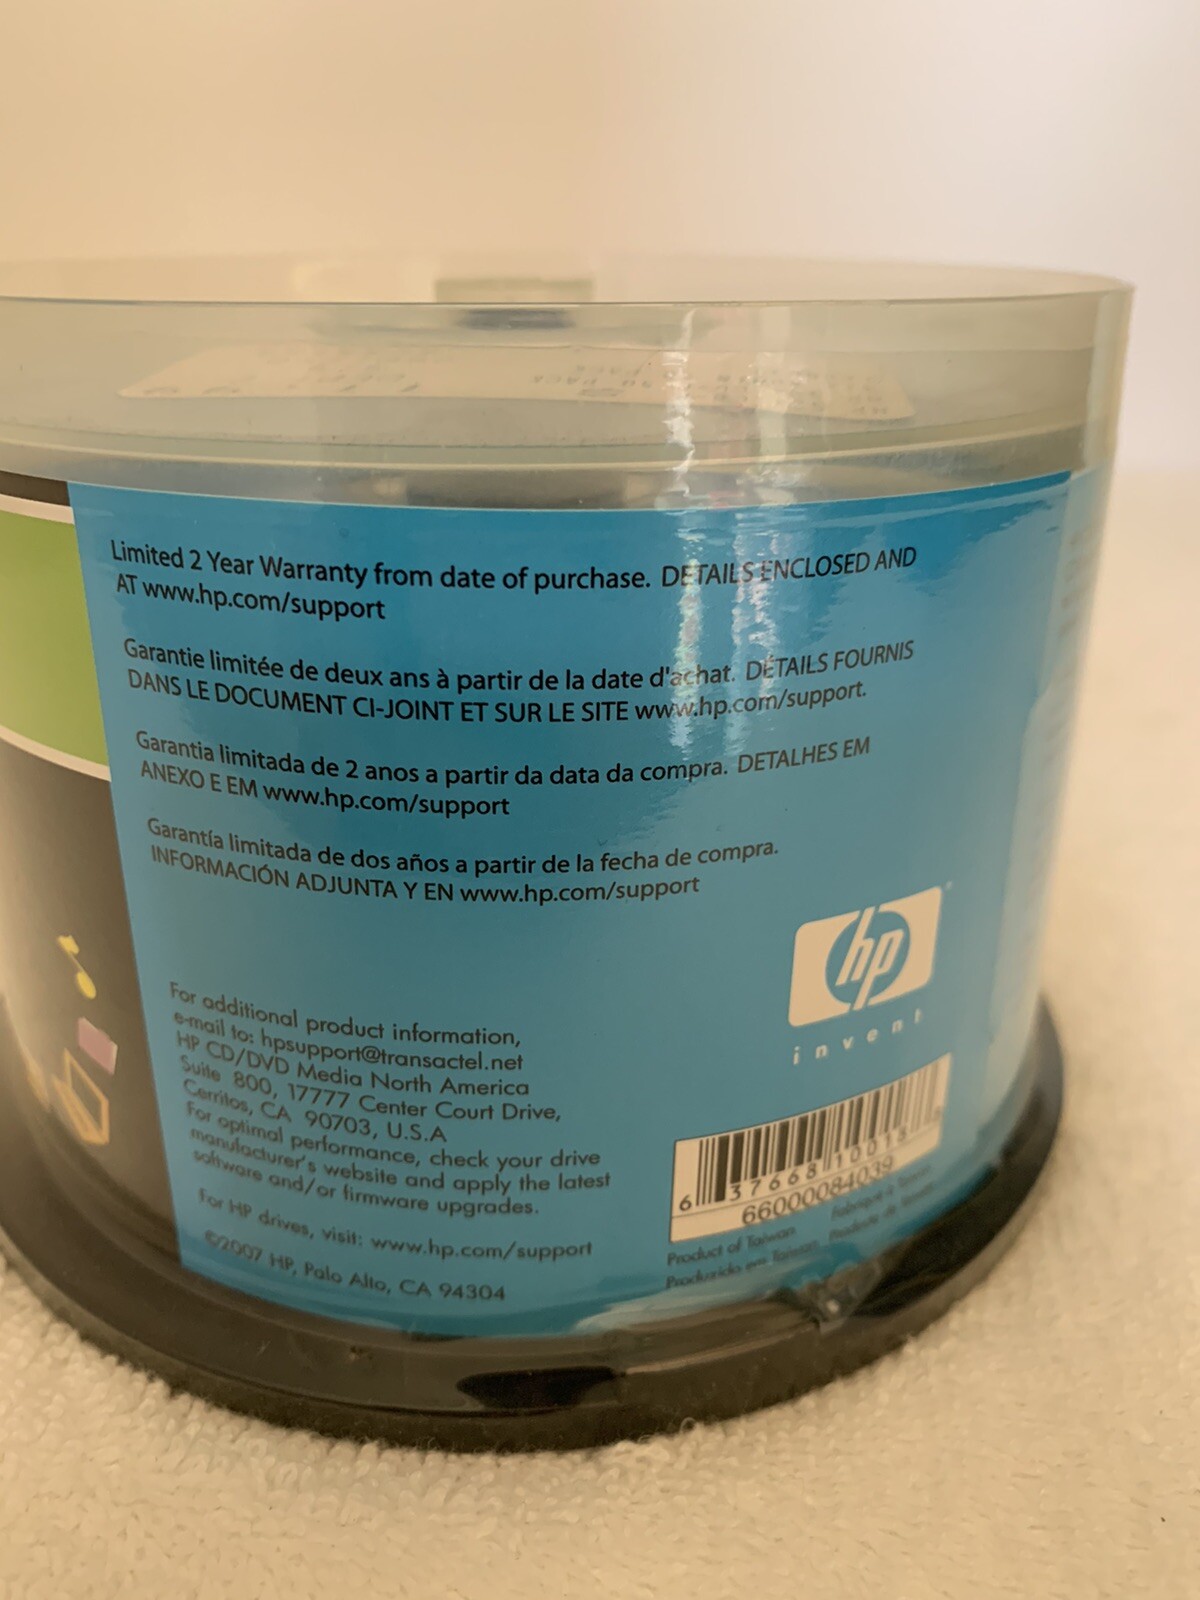 Limited 2 Year Warranty from date of purchase. DETAILS ENCLOSED AND
AT www.hp.com/support
Garantie limitée de deux ans à partir de la date d'achat. DÉTAILS FOURNIS
DANS LE DOCUMENT CI-JOINT ET SUR LE SITE www.hp.com/support.
Garantia limitada de 2 anos a partir da data da compra. DETALHES EM
ANEXO E EM www.hp.com/support
Garantía limitada de dos años a partir de la fecha de compra.
INFORMACIÓN ADJUNTA Y EN www.hp.com/support
hp
invent
For additional product information,
e-mail to: hpsupport@transactel.net
HP CD/DVD Media North America
Suite 800, 17777 Center Court Drive,
Cerritos, CA 90703, U.S.A
For optimal performance, check your drive
manufacturer's website and apply the latest
software and/or firmware upgrades.
For HP drives, visit: www.hp.com/support
©2007 HP, Palo Alto, CA 94304
6 37668 10018
66000084039
Product of Taiwan Fabriqué à Taiwan
Produzido em Taiwan Producto de Taiwan